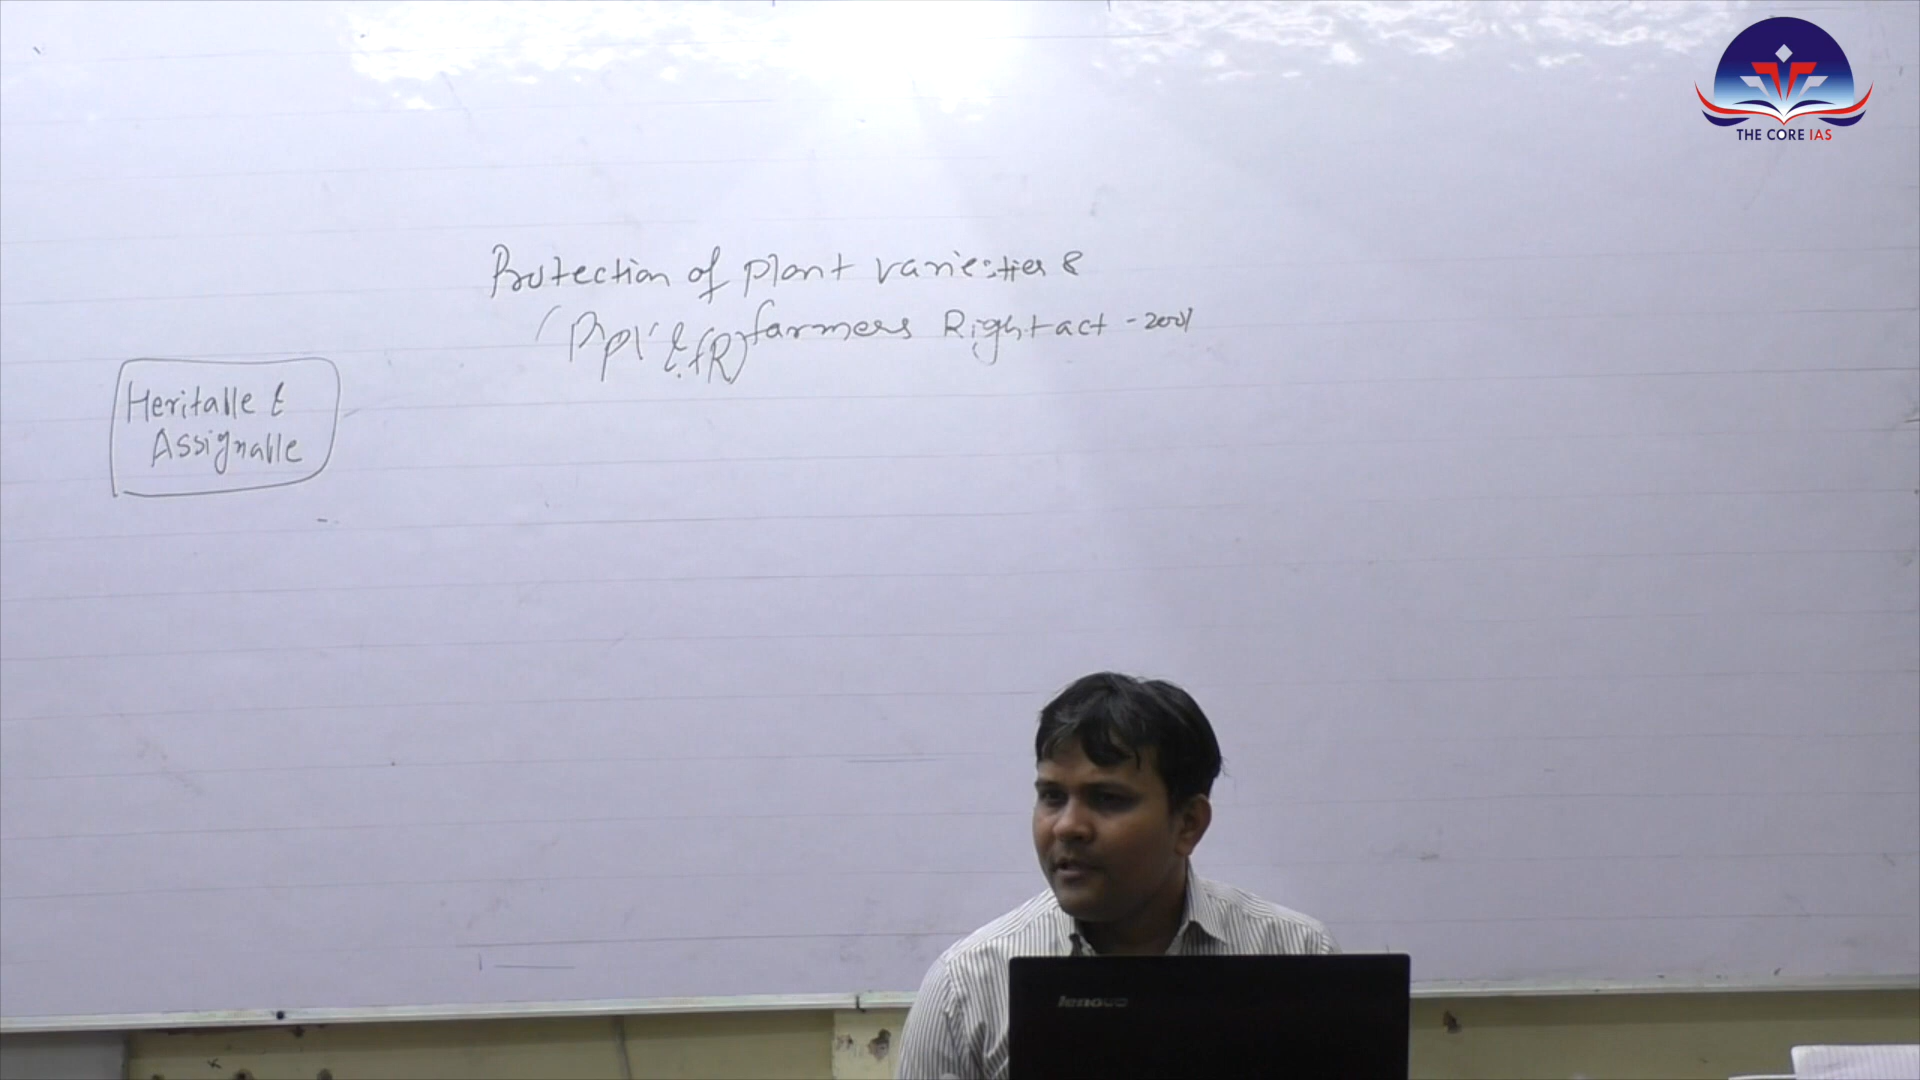 THE CORE IAS
Protection of plant varieties &
(PPV & FR) farmers Right act - 2001
Heritable &
Assignable
lenovo